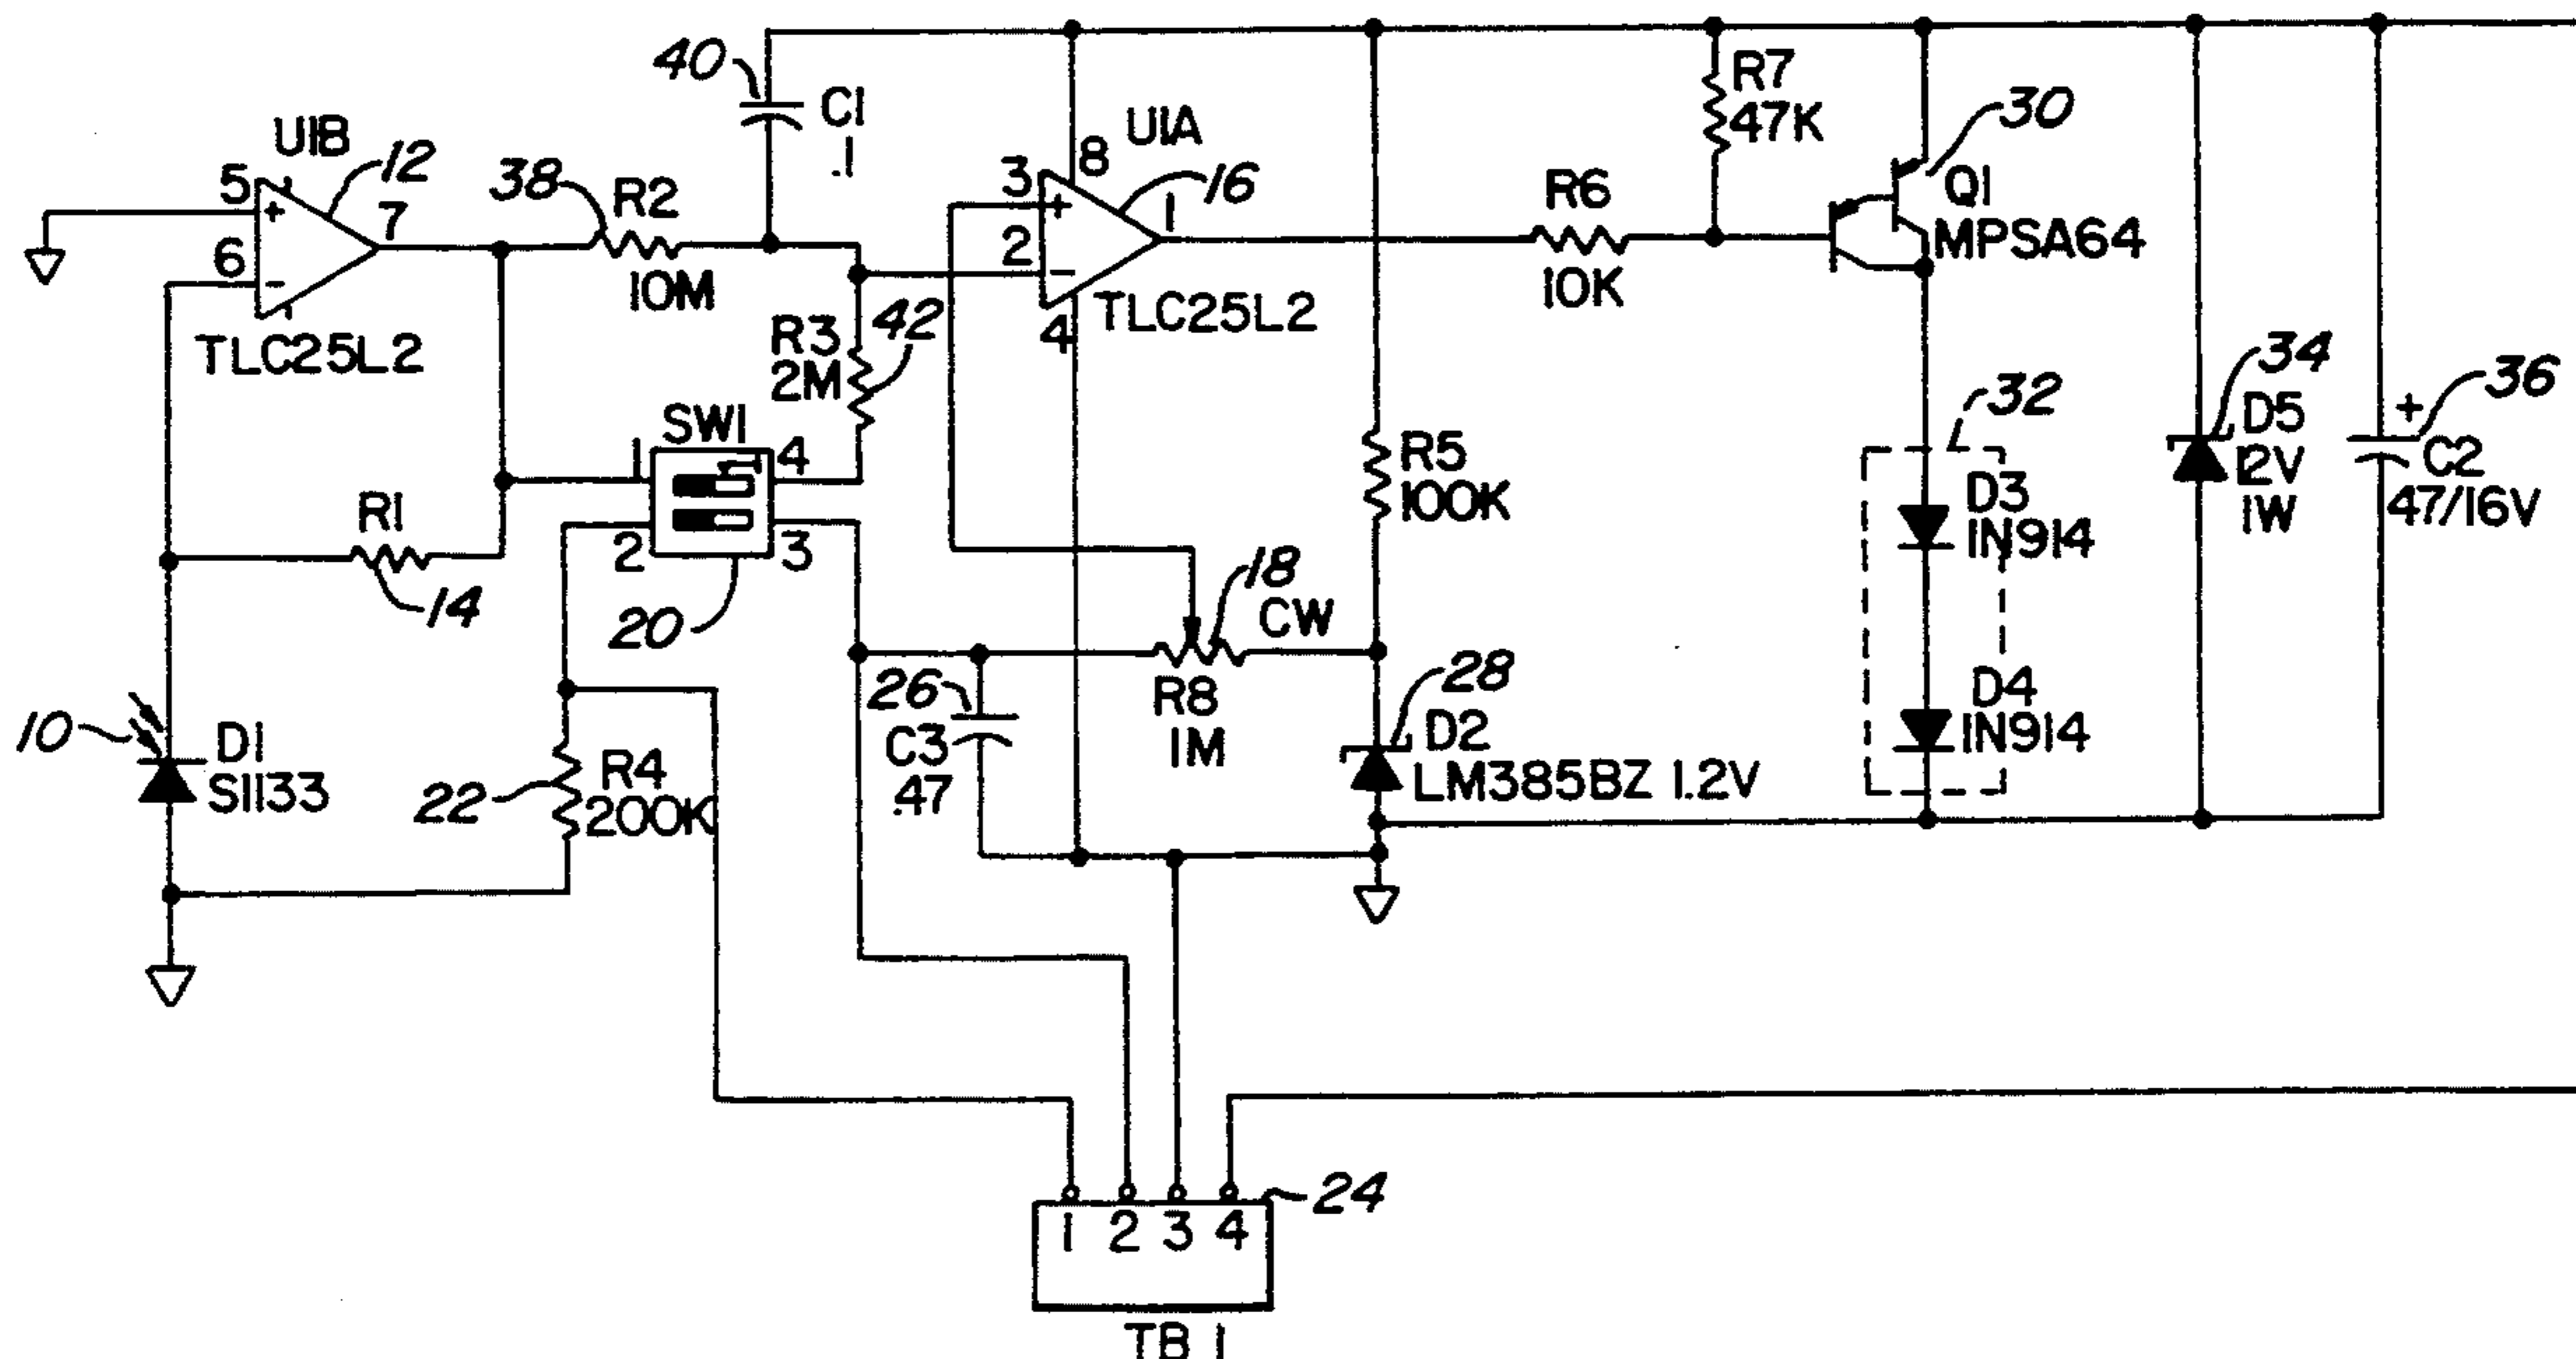 40
C1
.1
U1B
12
5
+
7
6
-
TLC25L2
38
R2
10M
U1A
8
3
+
1
16
2
-
4
TLC25L2
R3
2M
42
R6
10K
R7
47K
30
Q1
MPSA64
SW1
1
4
2
3
20
R1
14
R5
100K
18
CW
R8
1M
26
C3
.47
28
D2
LM385BZ 1.2V
32
D3
IN914
D4
IN914
34
D5
12V
1W
36
+
C2
47/16V
10
D1
S1133
22
R4
200K
24
1 2 3 4
TB 1